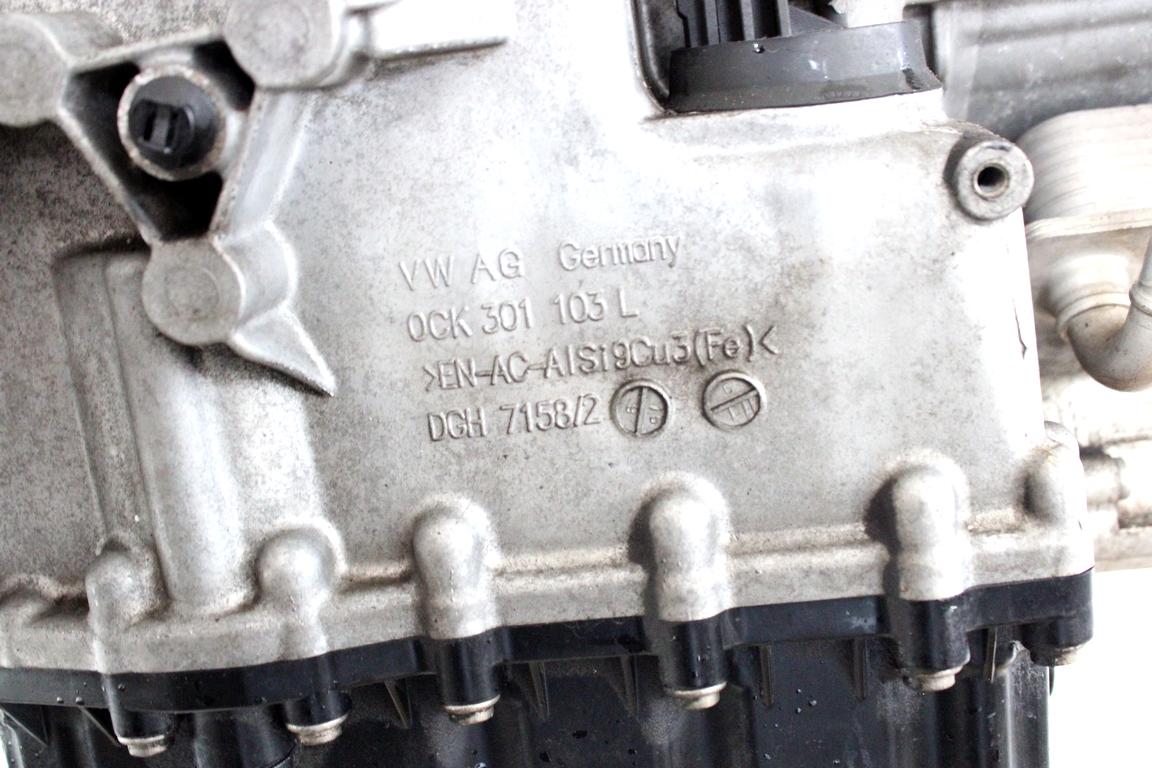 VW AG Germany
0CK 301 103 L
>EN-AC-AlSi9Cu3(Fe)<
DGH 7158/2